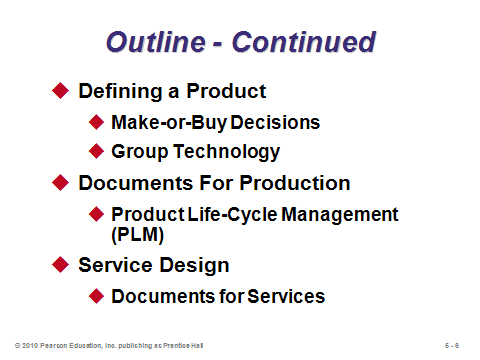 Outline - Continued
Defining a Product
Make-or-Buy Decisions
Group Technology
Documents For Production
Product Life-Cycle Management
(PLM)
Service Design
Documents for Services
© 2010 Pearson Education, Inc. publishing as Prentice Hall
5 - 6